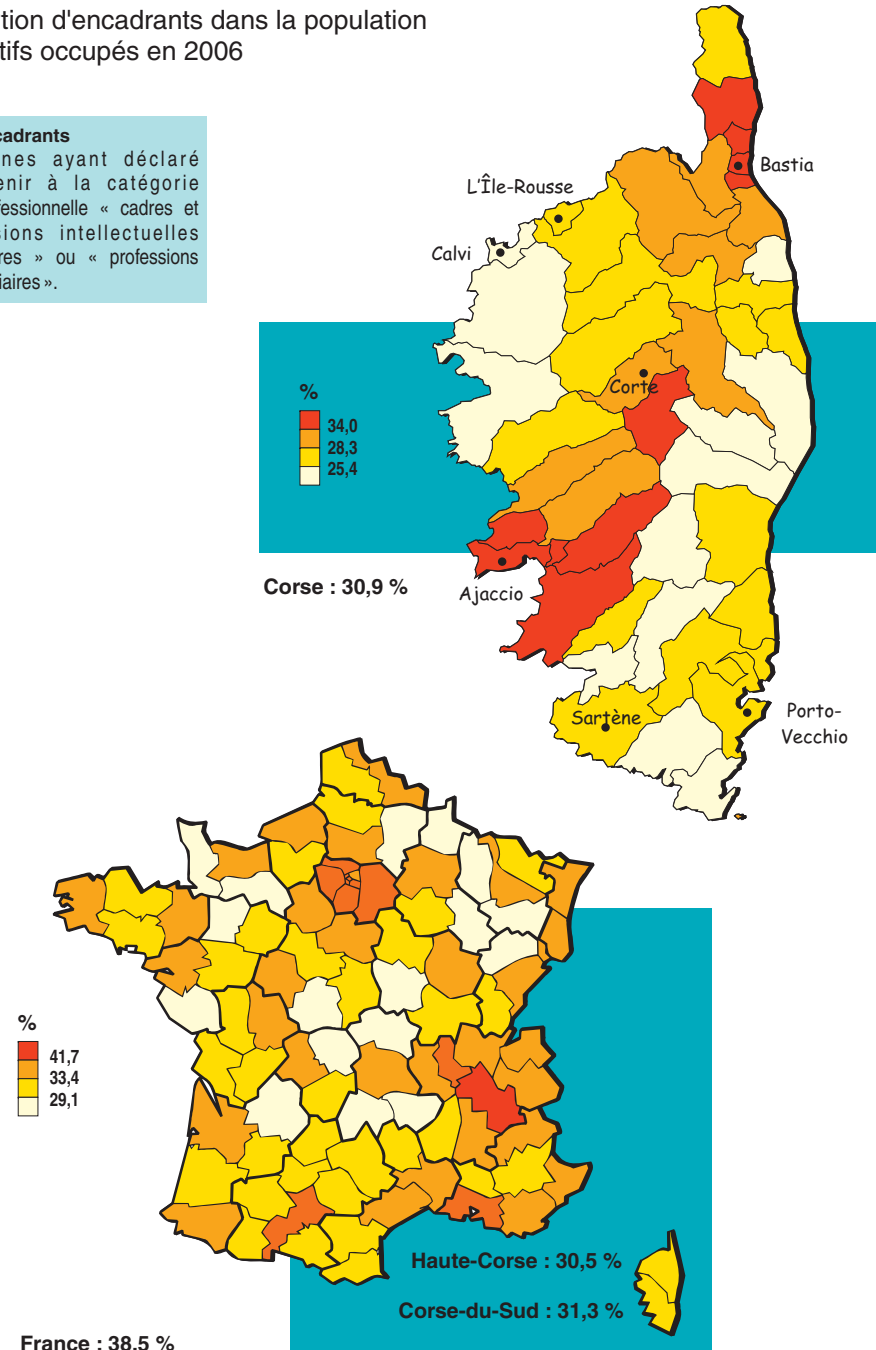 tion d'encadrants dans la population
tifs occupés en 2006
cadrants
nes ayant déclaré
enir à la catégorie
fessionnelle « cadres et
sions intellectuelles
res » ou « professions
iaires ».
Bastia
L'Île-Rousse
Calvi
Corte
%
34,0
28,3
25,4
Corse : 30,9 %
Ajaccio
Sartène
Porto-
Vecchio
%
41,7
33,4
29,1
Haute-Corse : 30,5 %
Corse-du-Sud : 31,3 %
France : 38,5 %